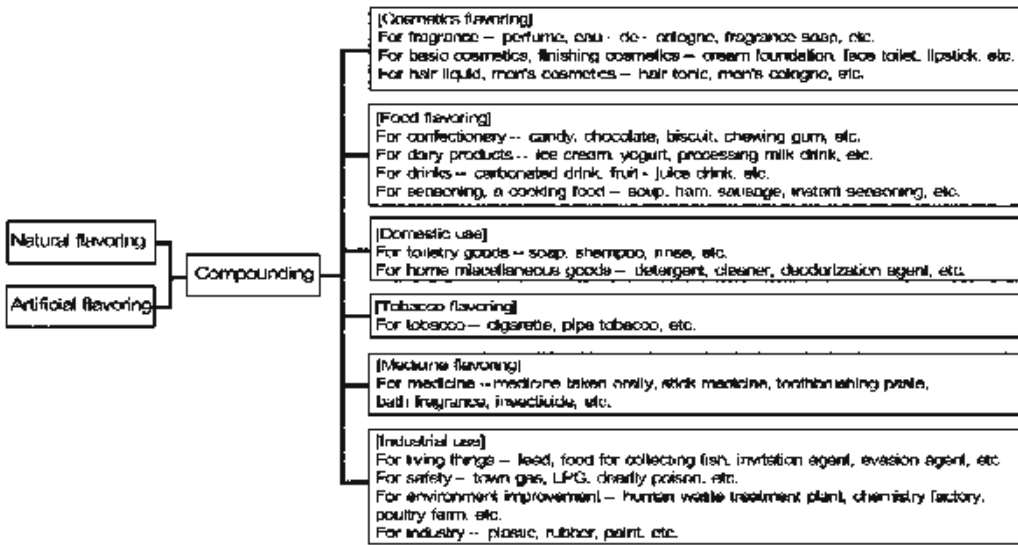 Natural flavoring
Artificial flavoring
Compounding
[Cosmetics flavoring]
For fragrance -- perfume, eau - de - cologne, fragrance soap, etc.
For basic cosmetics, finishing cosmetics -- cream foundation, face toilet, lipstick, etc.
For hair liquid, men's cosmetics -- hair tonic, men's cologne, etc.
[Food flavoring]
For confectionery -- candy, chocolate, biscuit, chewing gum, etc.
For dairy products -- ice cream, yogurt, processing milk drink, etc.
For drinks -- carbonated drink, fruit - juice drink, etc.
For seasoning, a cooking food -- soup, ham, sausage, instant seasoning, etc.
[Domestic use]
For toiletry goods -- soap, shampoo, rinse, etc.
For home miscellaneous goods -- detergent, cleaner, deodorization agent, etc.
[Tobacco flavoring]
For tobacco -- cigarette, pipe tobacco, etc.
[Medicine flavoring]
For medicine -- medicine taken orally, stick medicine, toothbrushing paste,
bath fragrance, insecticide, etc.
[Industrial use]
For living things -- feed, food for collecting fish, invitation agent, evasion agent, etc
For safety -- town gas, LPG, deadly poison, etc.
For environment improvement -- human waste treatment plant, chemistry factory,
poultry farm, etc.
For industry -- plastic, rubber, paint, etc.